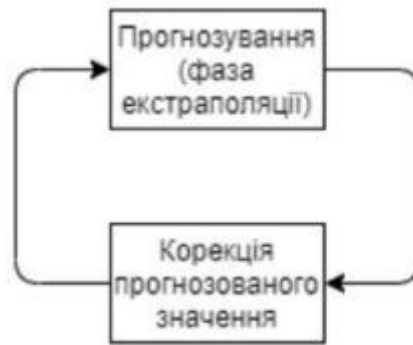 Прогнозування
(фаза
екстраполяції)
Корекція
прогнозованого
значення